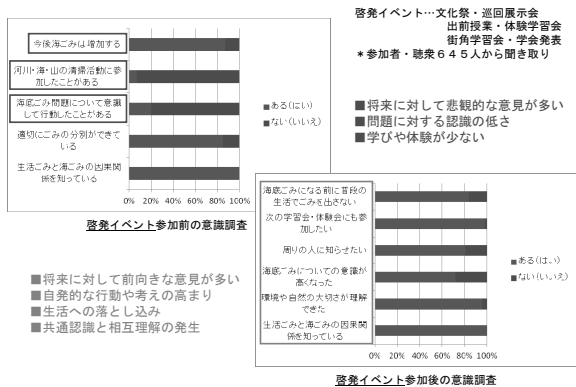 今後海ごみは増加する
河川・海・山の清掃活動に参
加したことがある
海底ごみ問題について意識
して行動したことがある
適切にごみの分別ができて
いる
生活ごみと海ごみの因果関
係を知っている
0% 20% 40% 60% 80% 100%
■ある(はい)
■ない(いいえ)
啓発イベント参加前の意識調査
啓発イベント…文化祭・巡回展示会
出前授業・体験学習会
街角学習会・学会発表
*参加者・聴衆645人から聞き取り
■将来に対して悲観的な意見が多い
■問題に対する認識の低さ
■学びや体験が少ない
■将来に対して前向きな意見が多い
■自発的な行動や考えの高まり
■生活への落とし込み
■共通認識と相互理解の発生
海底ごみになる前に普段の
生活でごみを出さない
次の学習会・体験会にも参
加したい
周りの人に知らせたい
海底ごみについての意識が
高くなった
環境や自然の大切さが理解
できた
生活ごみと海ごみの因果関
係を知っている
0% 20% 40% 60% 80% 100%
■ある(はい)
■ない(いいえ)
啓発イベント参加後の意識調査